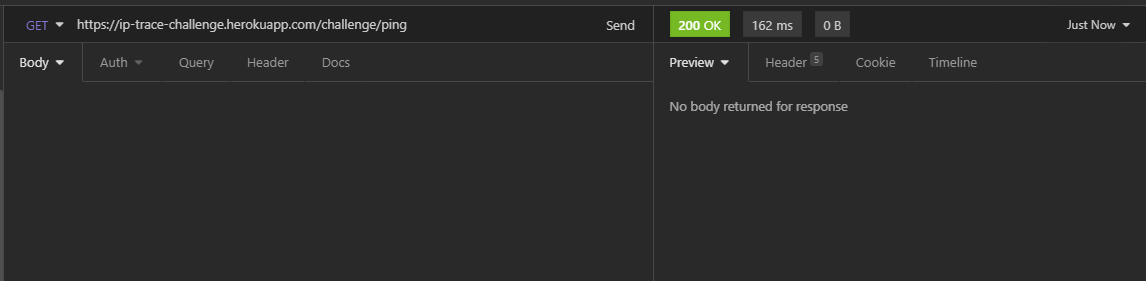 GET https://ip-trace-challenge.herokuapp.com/challenge/ping Send 200 OK 162 ms 0 B Just Now
Body Auth Query Header Docs Preview Header 5 Cookie Timeline
No body returned for response